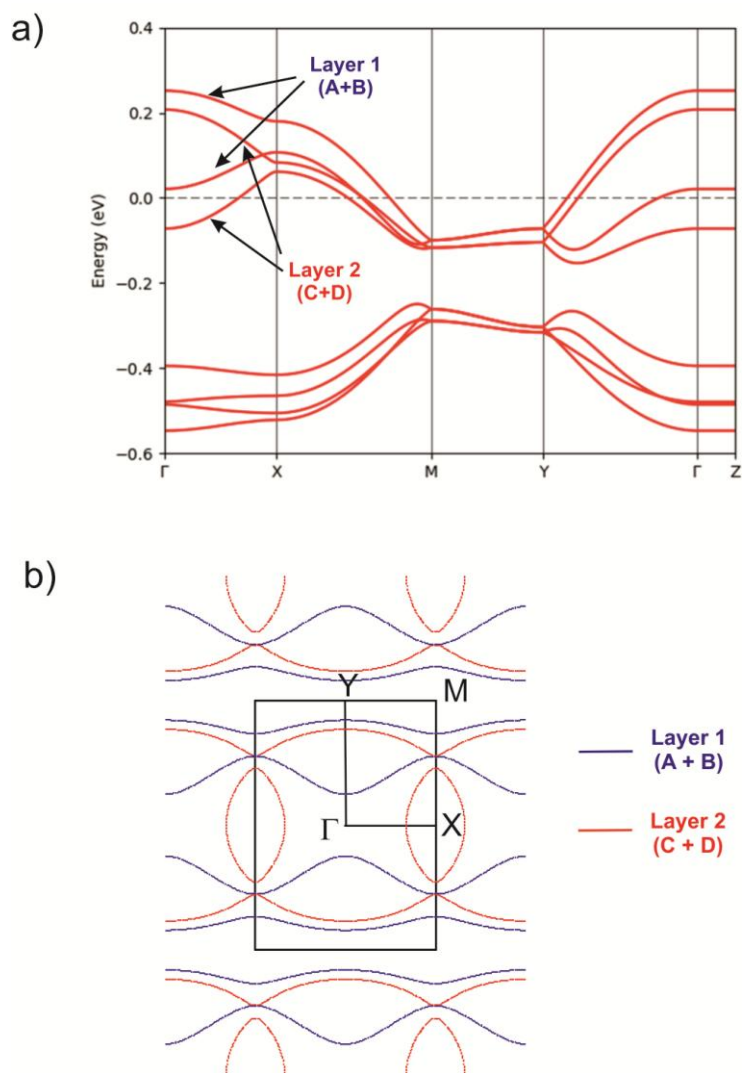 a)
0.4
0.2
0.0
−0.2
−0.4
−0.6
Energy (eV)
Layer 1
(A+B)
Layer 2
(C+D)
Γ
X
M
Y
Γ
Z
b)
Y
M
Γ
X
Layer 1
(A + B)
Layer 2
(C + D)